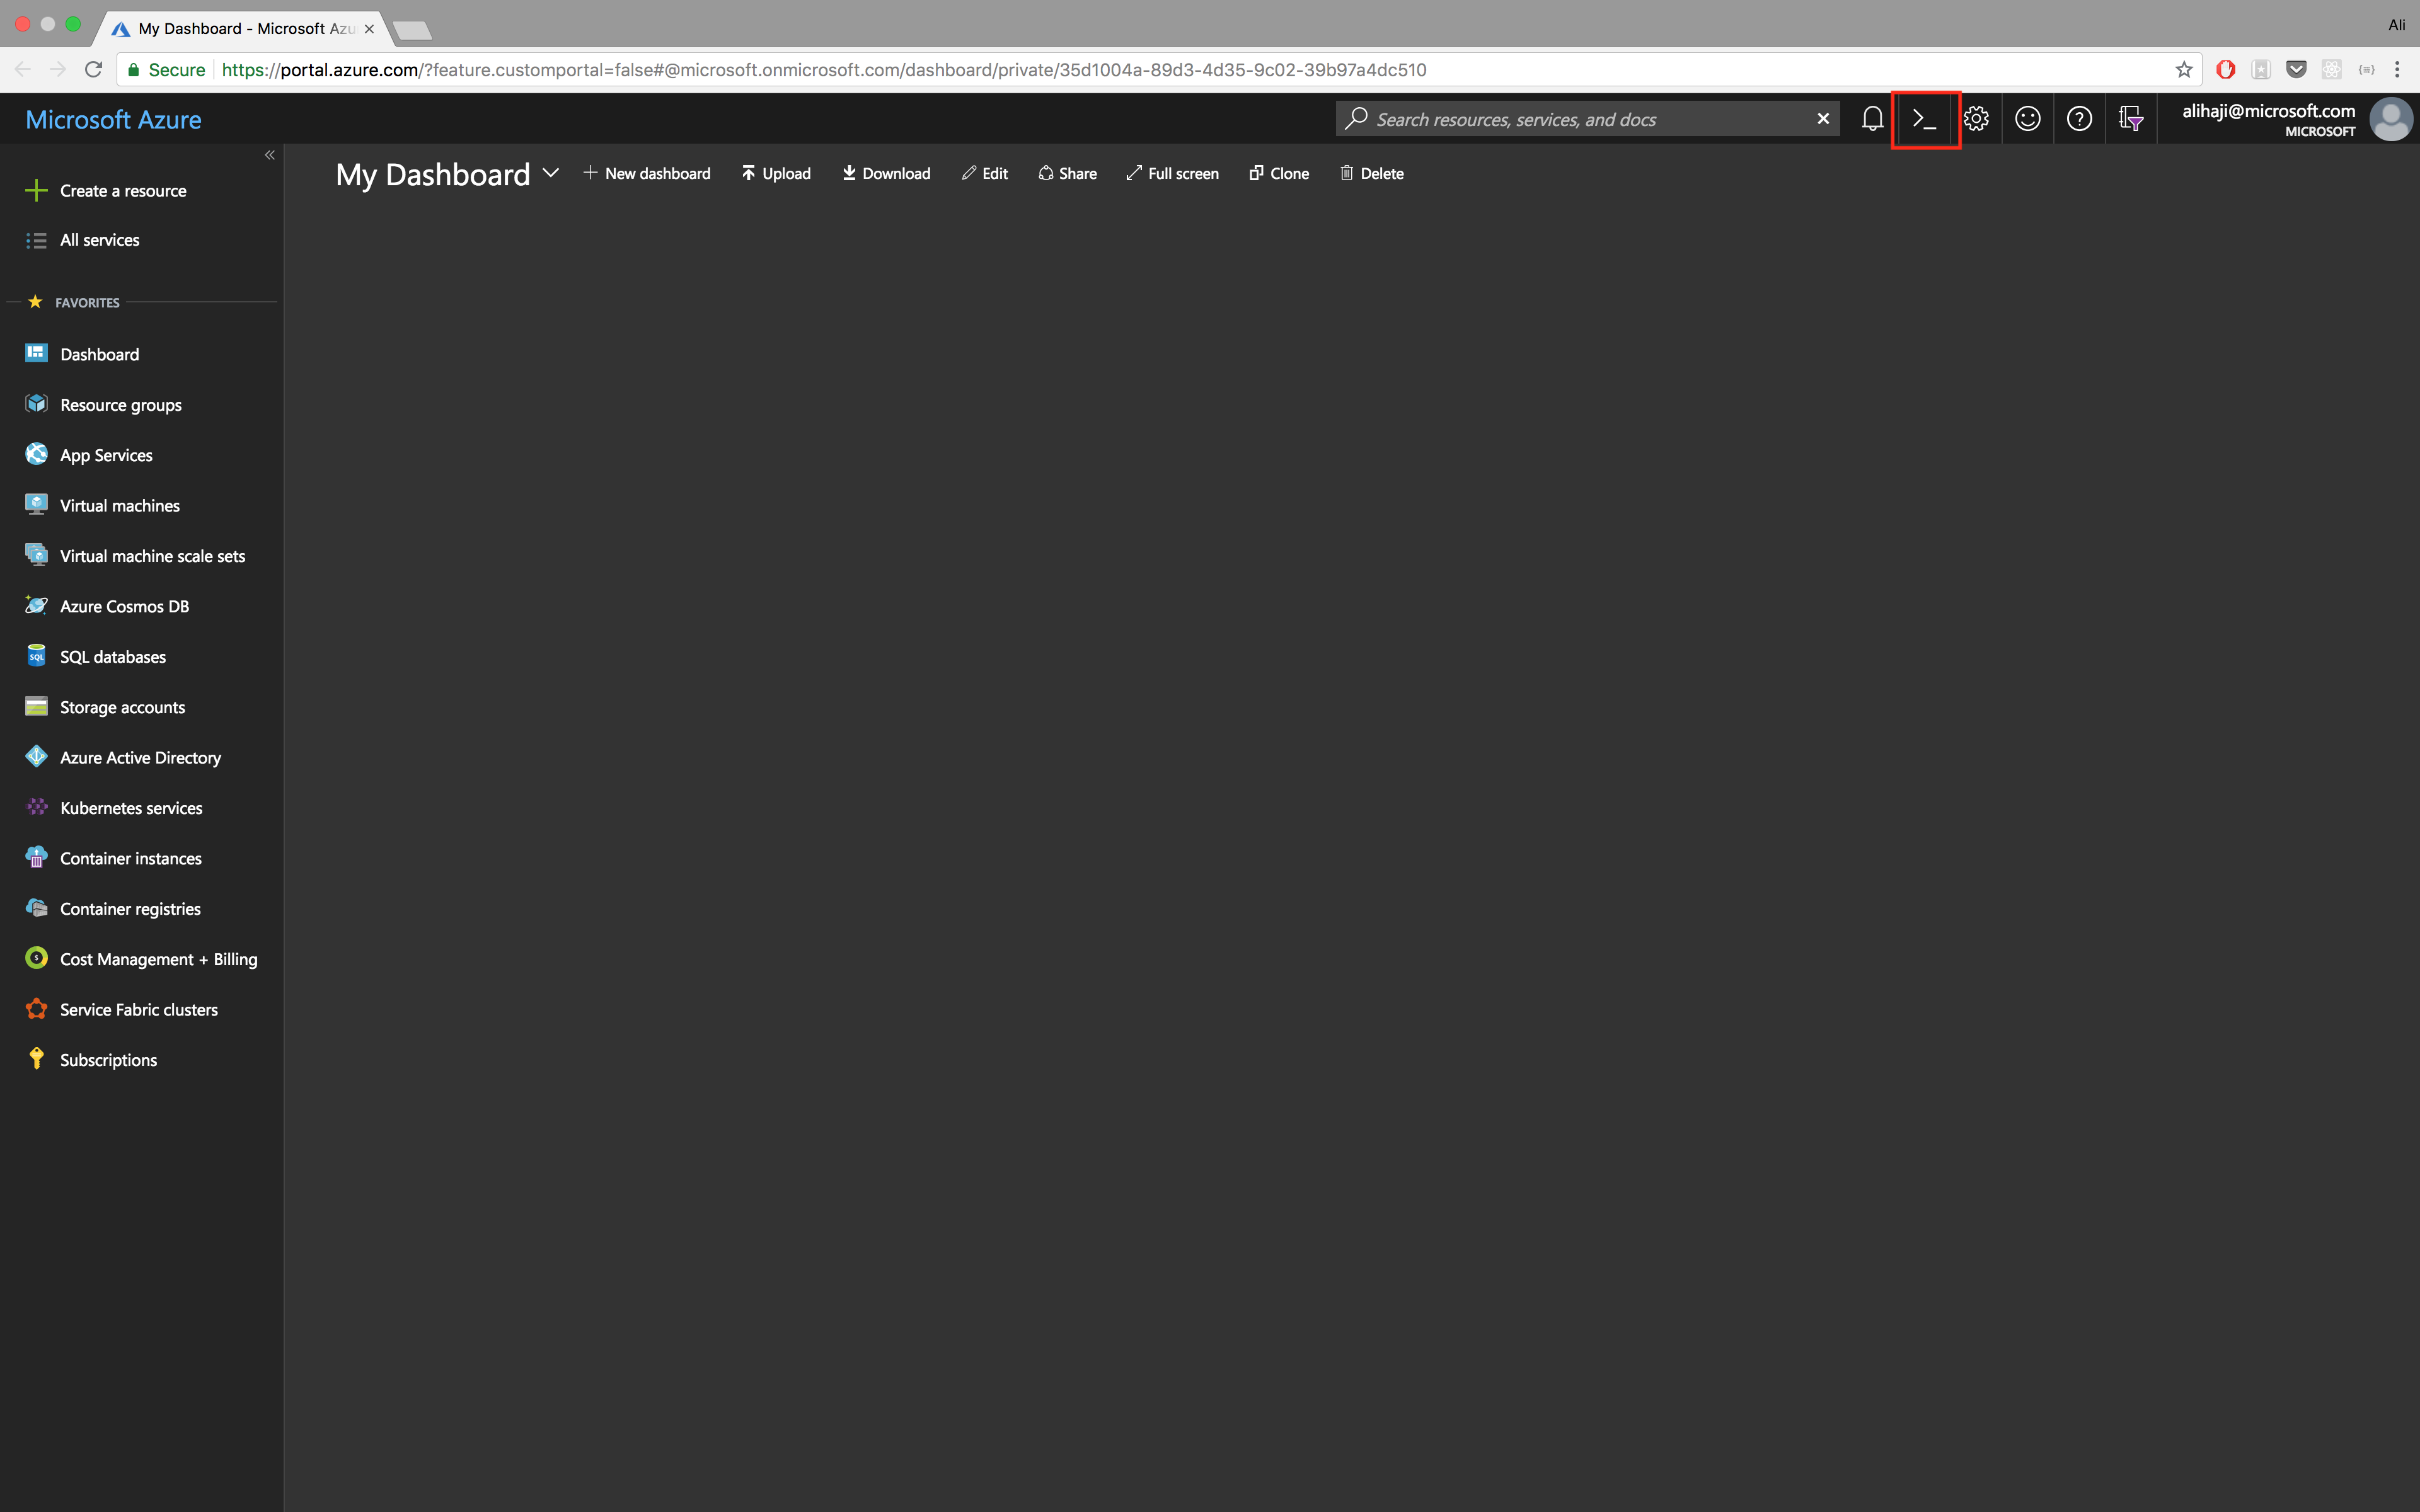 My Dashboard - Microsoft Azu
Ali
Secure
https://portal.azure.com/?feature.customportal=false#@microsoft.onmicrosoft.com/dashboard/private/35d1004a-89d3-4d35-9c02-39b97a4dc510
Microsoft Azure
Search resources, services, and docs
alihaji@microsoft.com
MICROSOFT
My Dashboard
New dashboard
Upload
Download
Edit
Share
Full screen
Clone
Delete
Create a resource
All services
FAVORITES
Dashboard
Resource groups
App Services
Virtual machines
Virtual machine scale sets
Azure Cosmos DB
SQL databases
Storage accounts
Azure Active Directory
Kubernetes services
Container instances
Container registries
Cost Management + Billing
Service Fabric clusters
Subscriptions